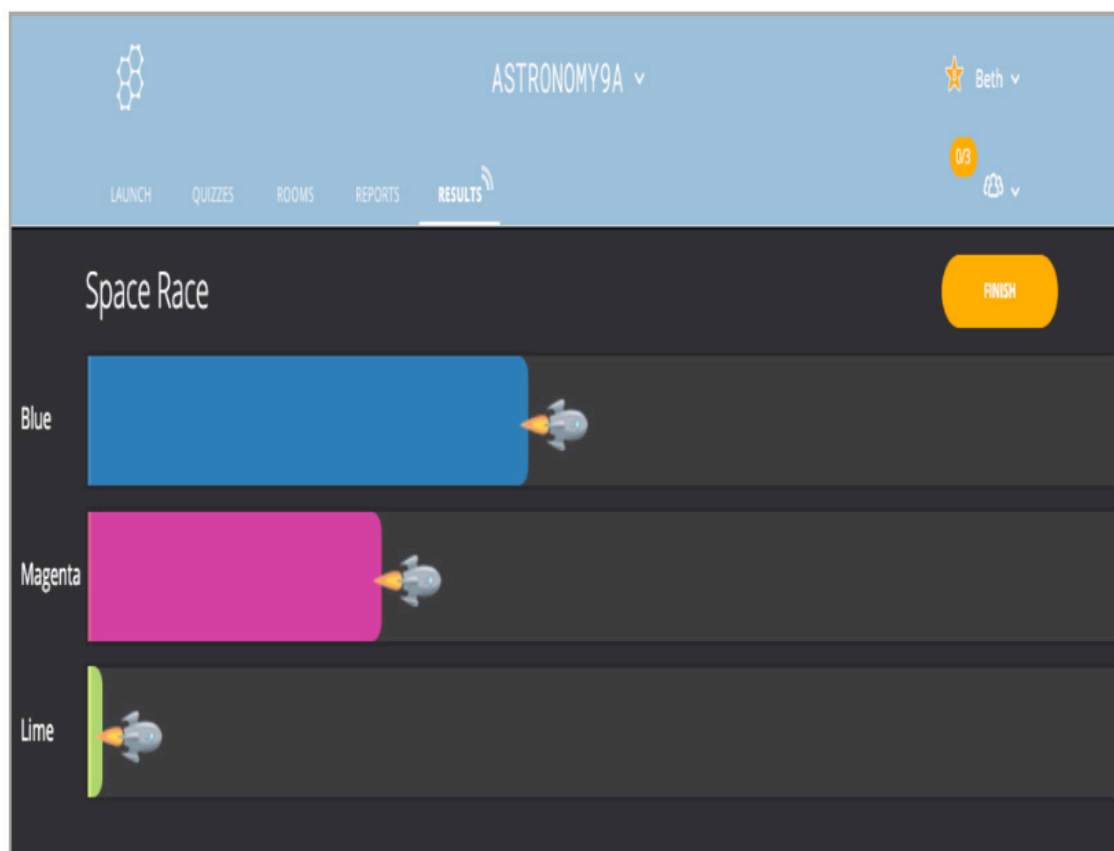 ASTRONOMY9A
Beth
0/3
LAUNCH QUIZZES ROOMS REPORTS RESULTS
Space Race
FINISH
Blue
Magenta
Lime